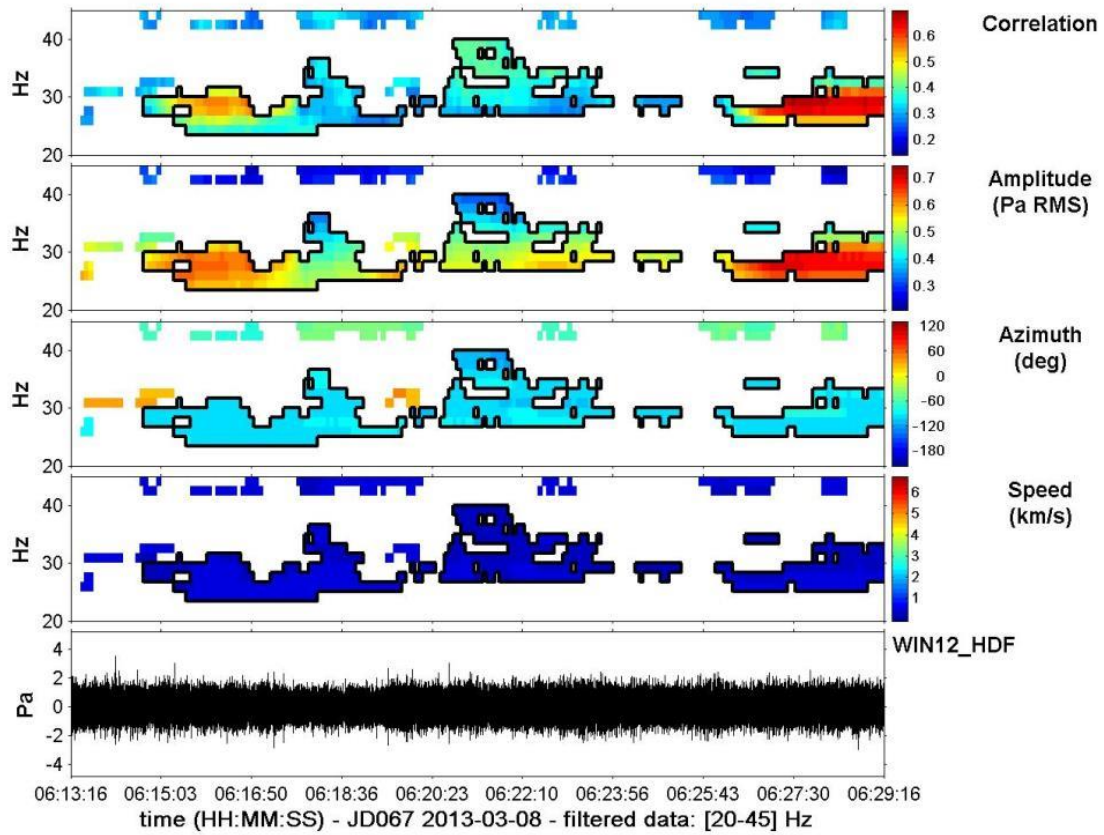 Correlation
Hz
40
30
20
0.6
0.5
0.4
0.3
0.2
Amplitude
(Pa RMS)
Hz
40
30
20
0.7
0.6
0.5
0.4
0.3
Azimuth
(deg)
Hz
40
30
20
120
60
0
-60
-120
-180
Speed
(km/s)
Hz
40
30
20
6
5
4
3
2
1
WIN12_HDF
Pa
4
2
0
-2
-4
06:13:16 06:15:03 06:16:50 06:18:36 06:20:23 06:22:10 06:23:56 06:25:43 06:27:30 06:29:16
time (HH:MM:SS) - JD067 2013-03-08 - filtered data: [20-45] Hz